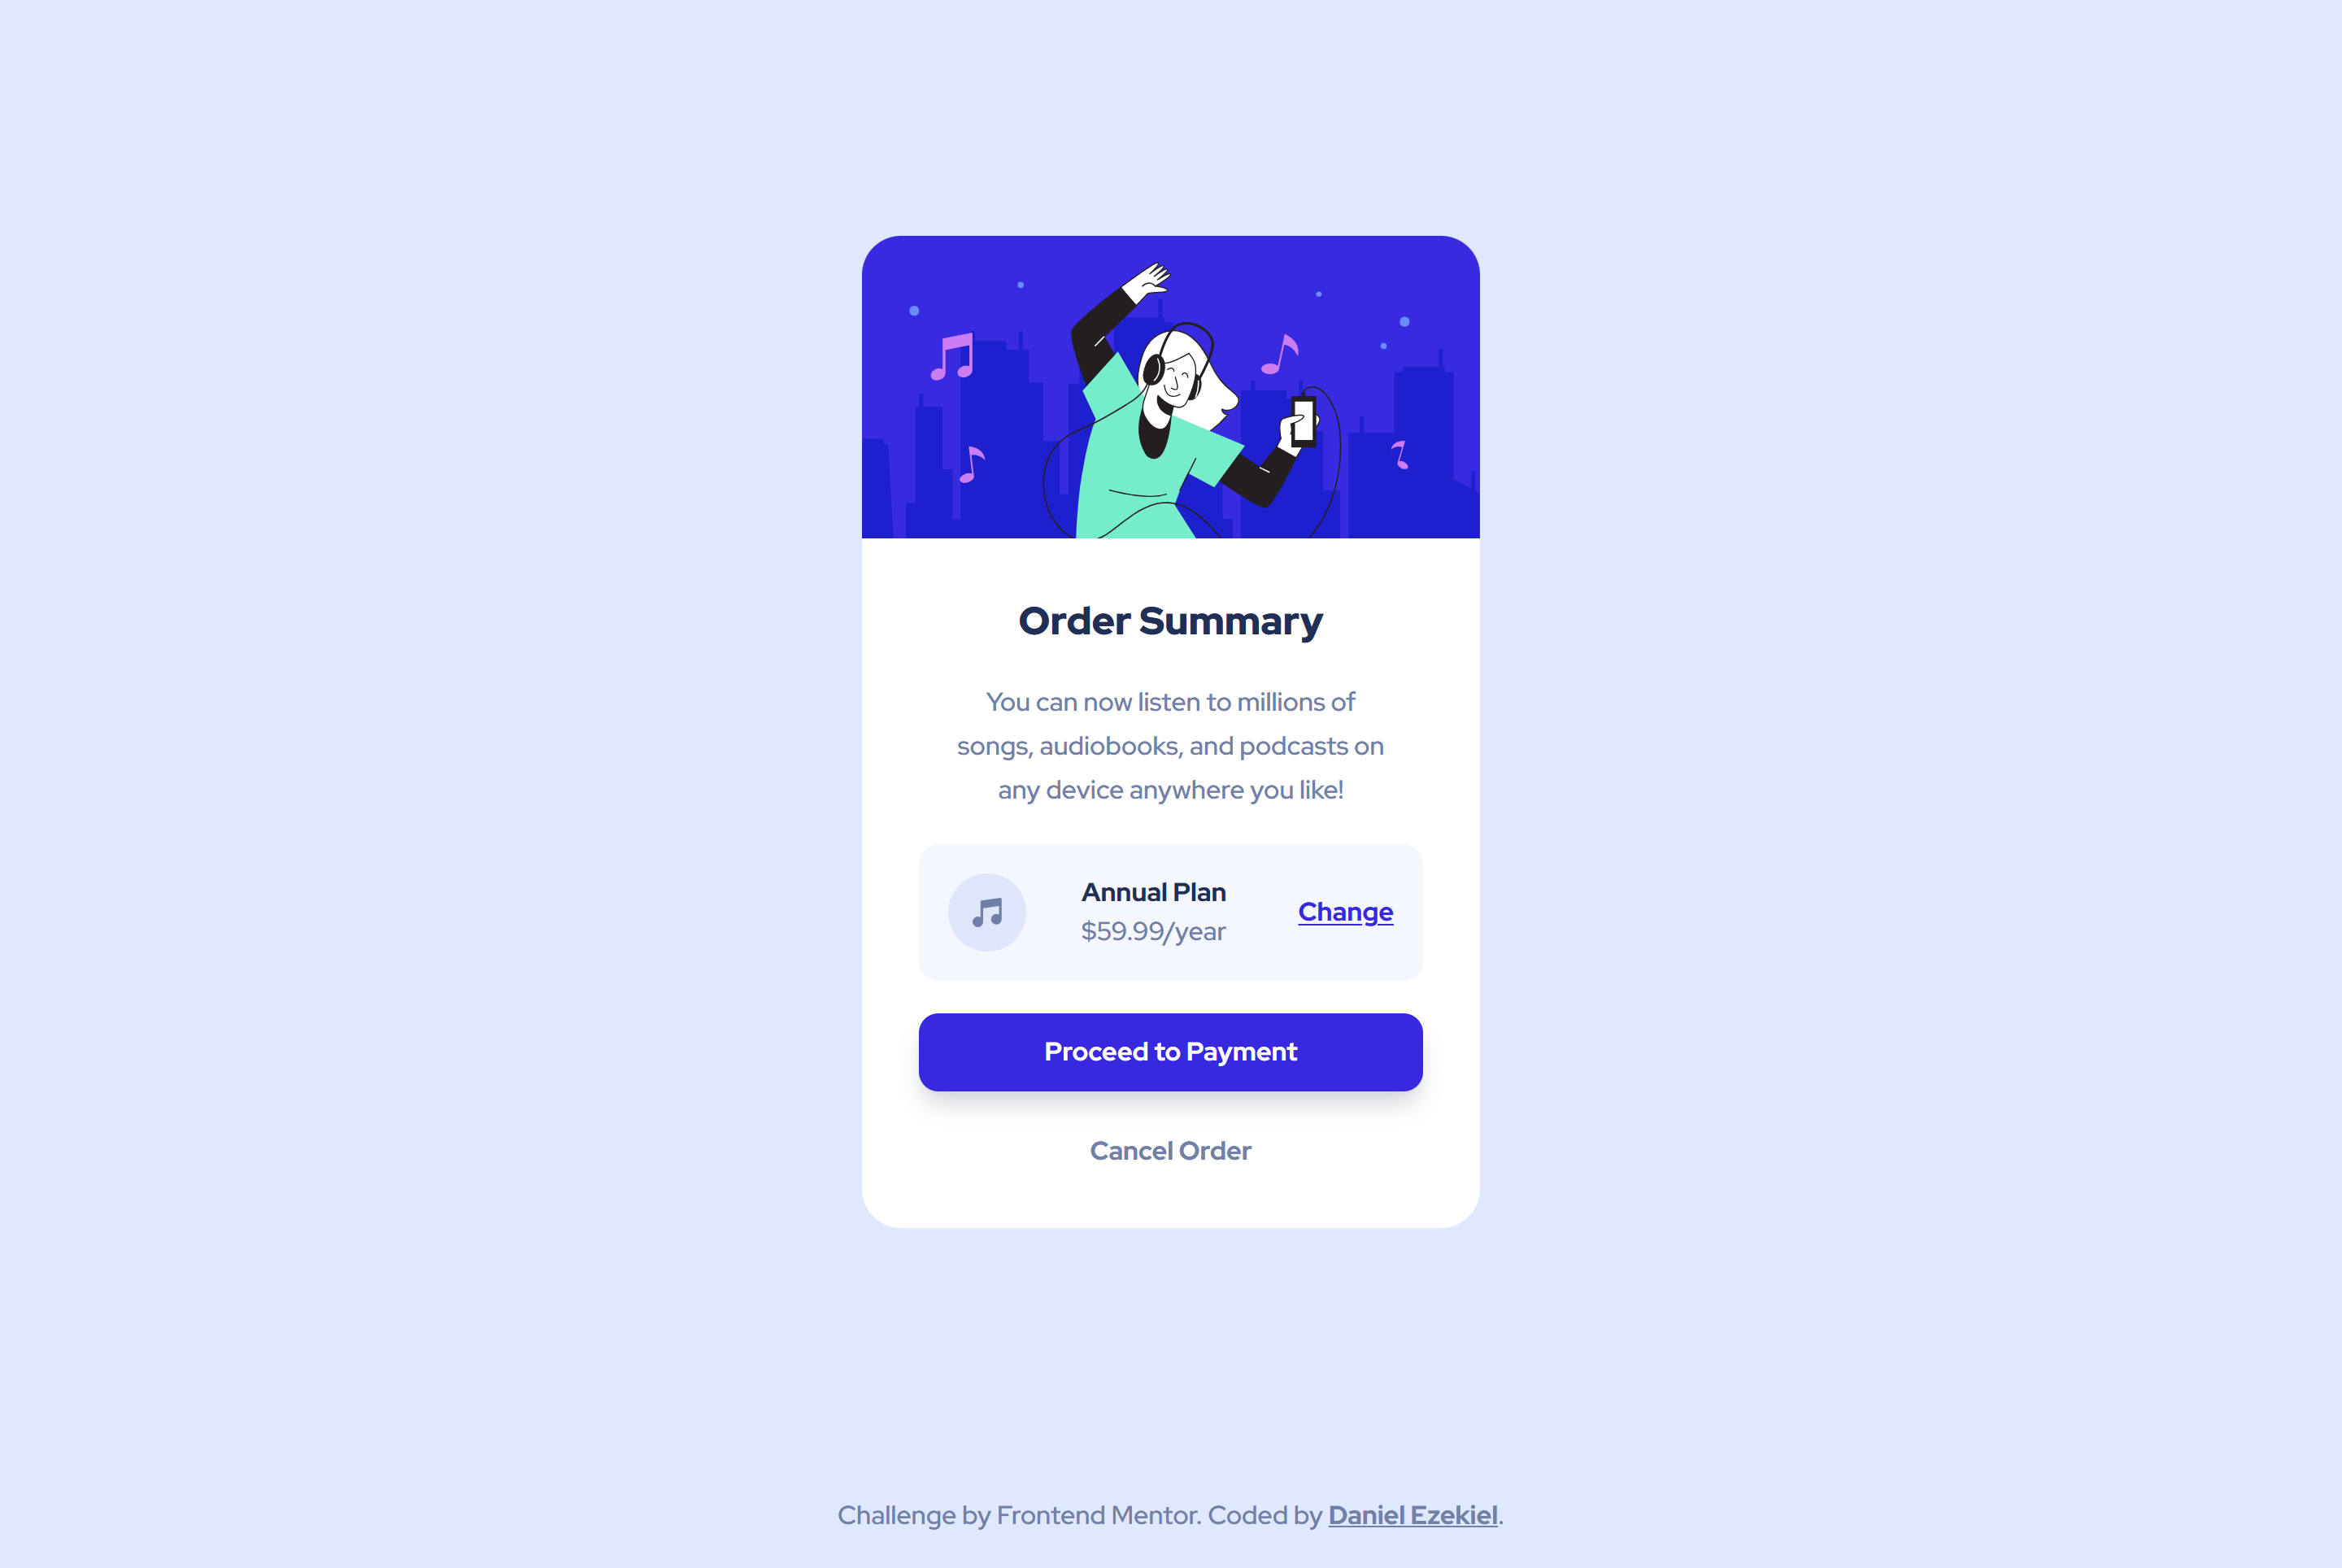 Order Summary
You can now listen to millions of
songs, audiobooks, and podcasts on
any device anywhere you like!
Annual Plan
$59.99/year
Change
Proceed to Payment
Cancel Order
Challenge by Frontend Mentor. Coded by Daniel Ezekiel.